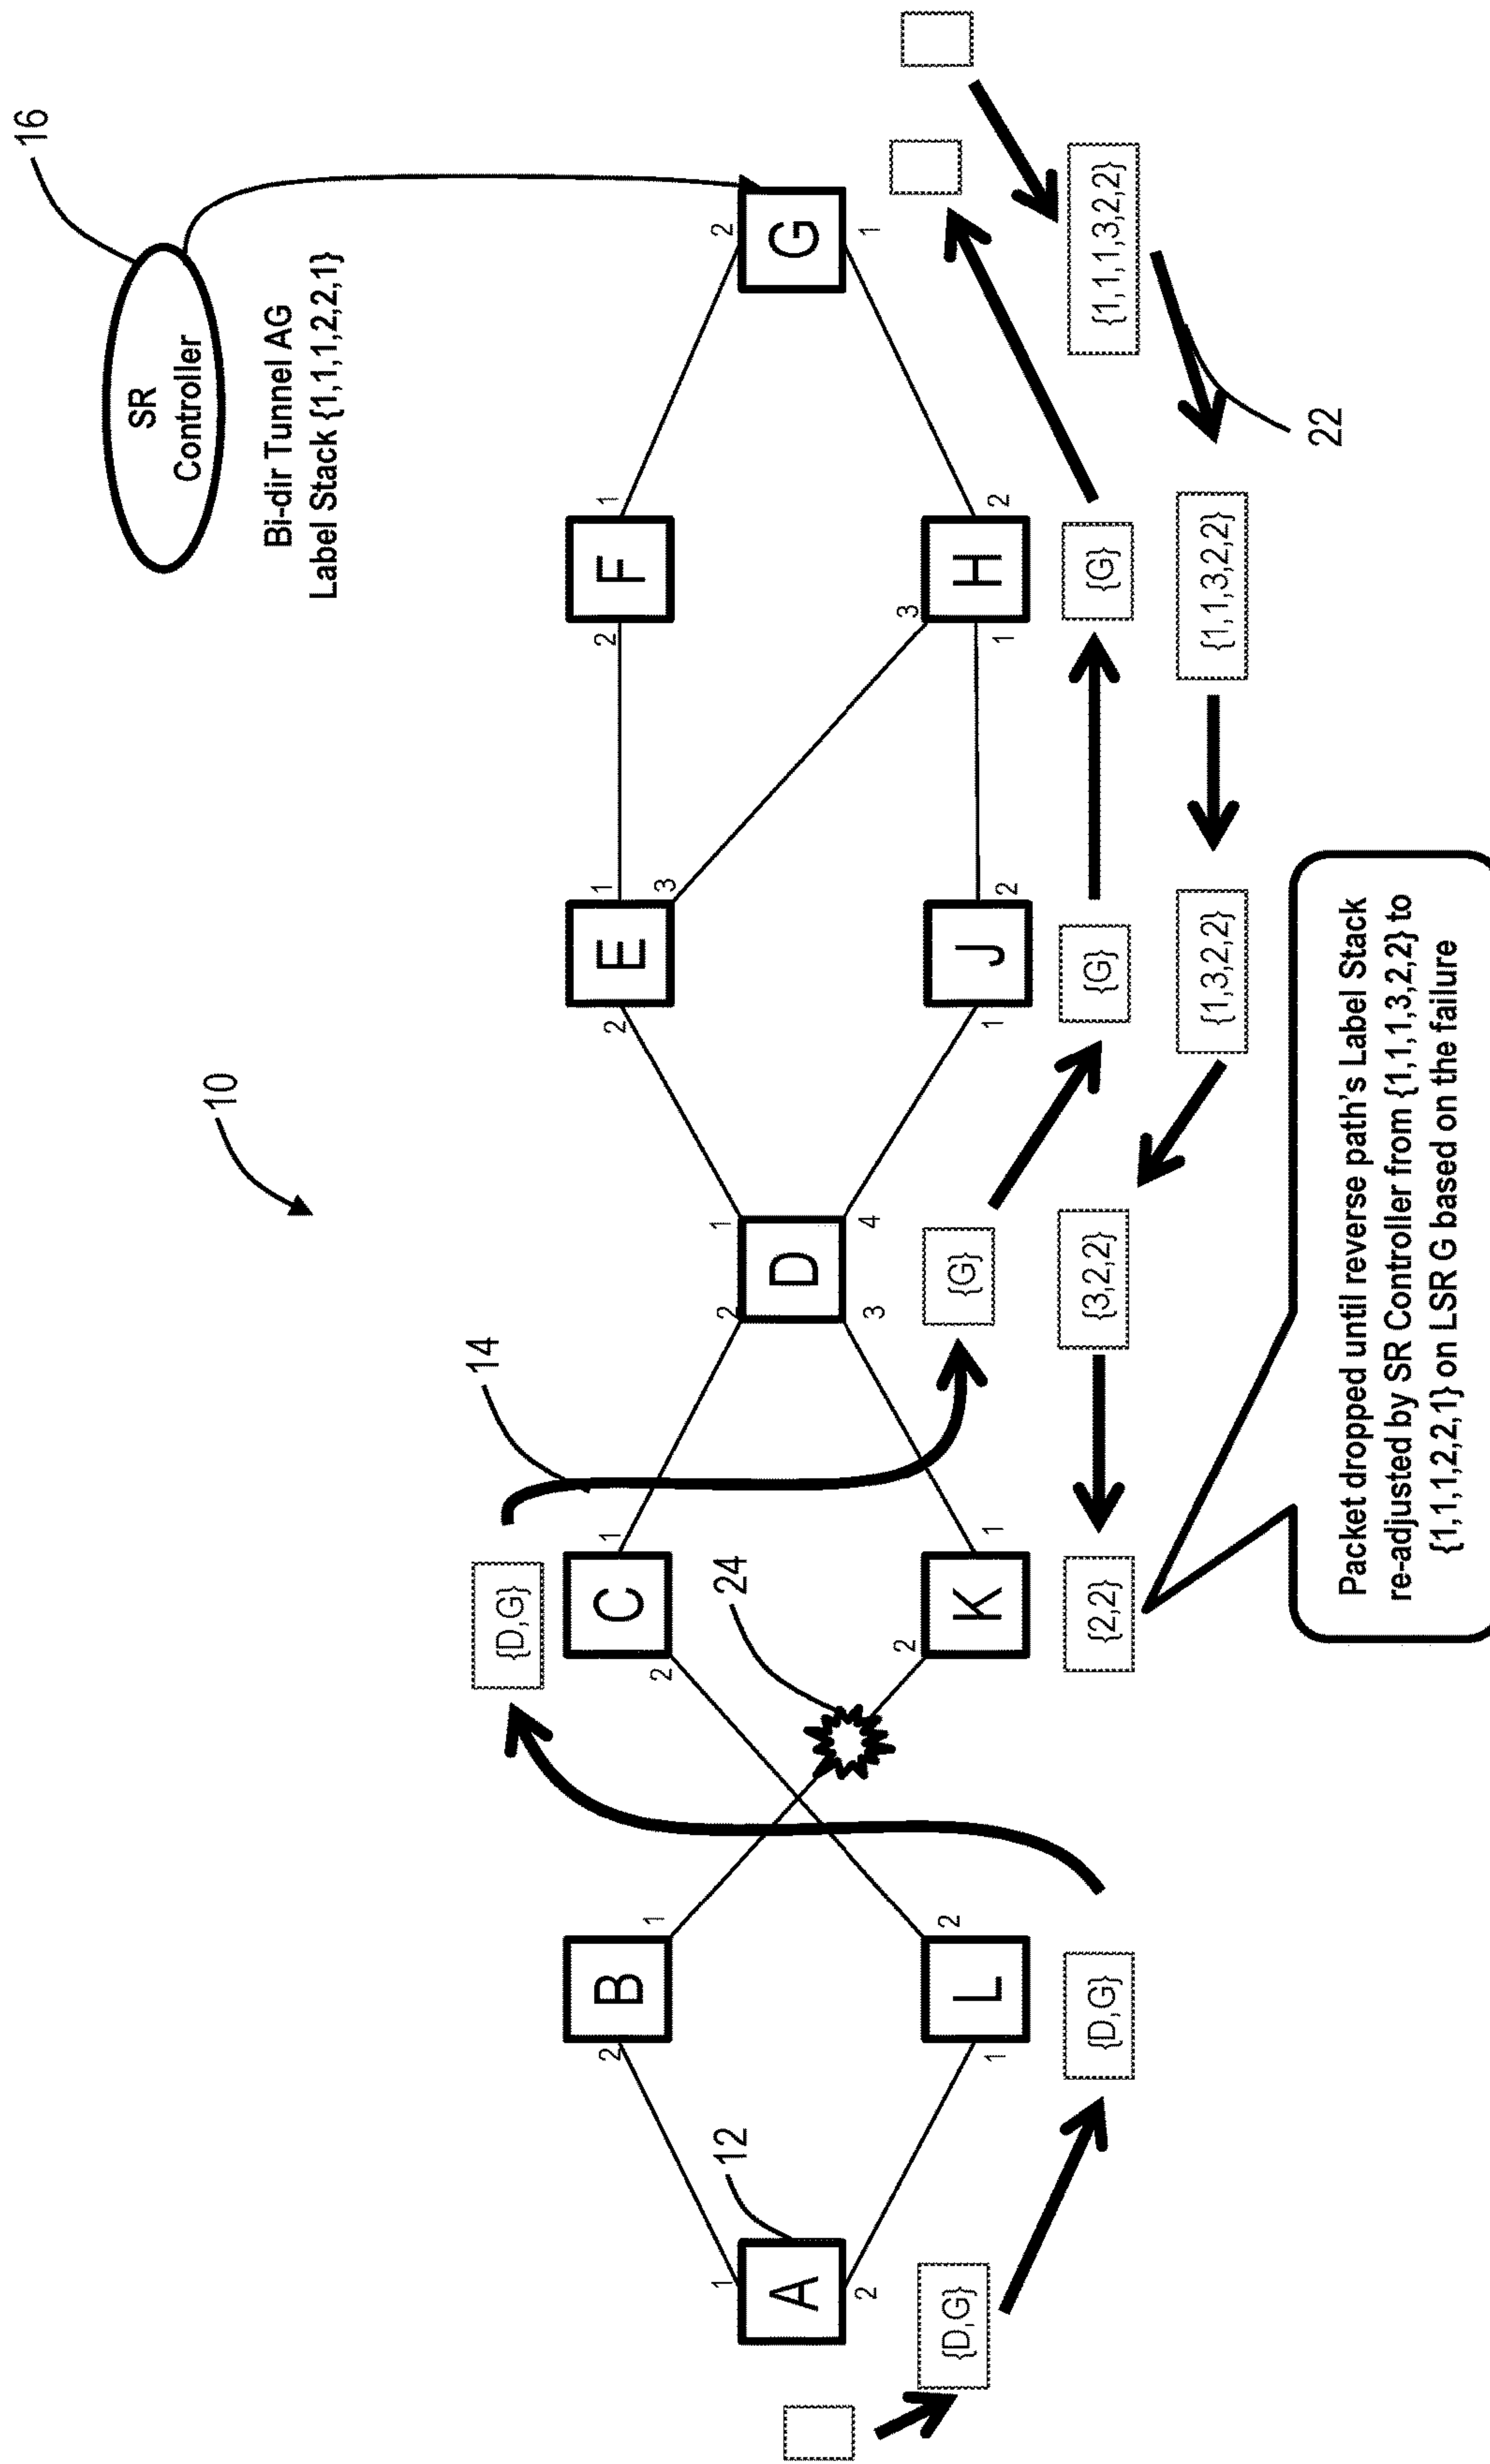 16
SR
Controller
Bi-dir Tunnel AG
Label Stack {1,1,1,2,2,1}
10
14
24
12
B
2
1
C
{D,G}
2
1
E
2
1
3
F
2
1
A
1
2
D
2
1
3
4
G
2
1
L
1
2
K
2
1
J
1
2
H
3
1
2
{D,G}
{D,G}
{G}
{G}
{G}
{2,2}
{3,2,2}
{1,3,2,2}
{1,1,3,2,2}
{1,1,1,3,2,2}
22
Packet dropped until reverse path's Label Stack
re-adjusted by SR Controller from {1,1,1,3,2,2} to
{1,1,1,2,2,1} on LSR G based on the failure